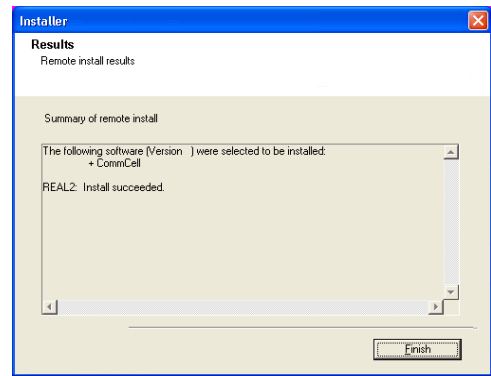 Installer
Results
Remote install results
Summary of remote install
The following software (Version   ) were selected to be installed:
+ CommCell
REAL2:  Install succeeded.
Finish